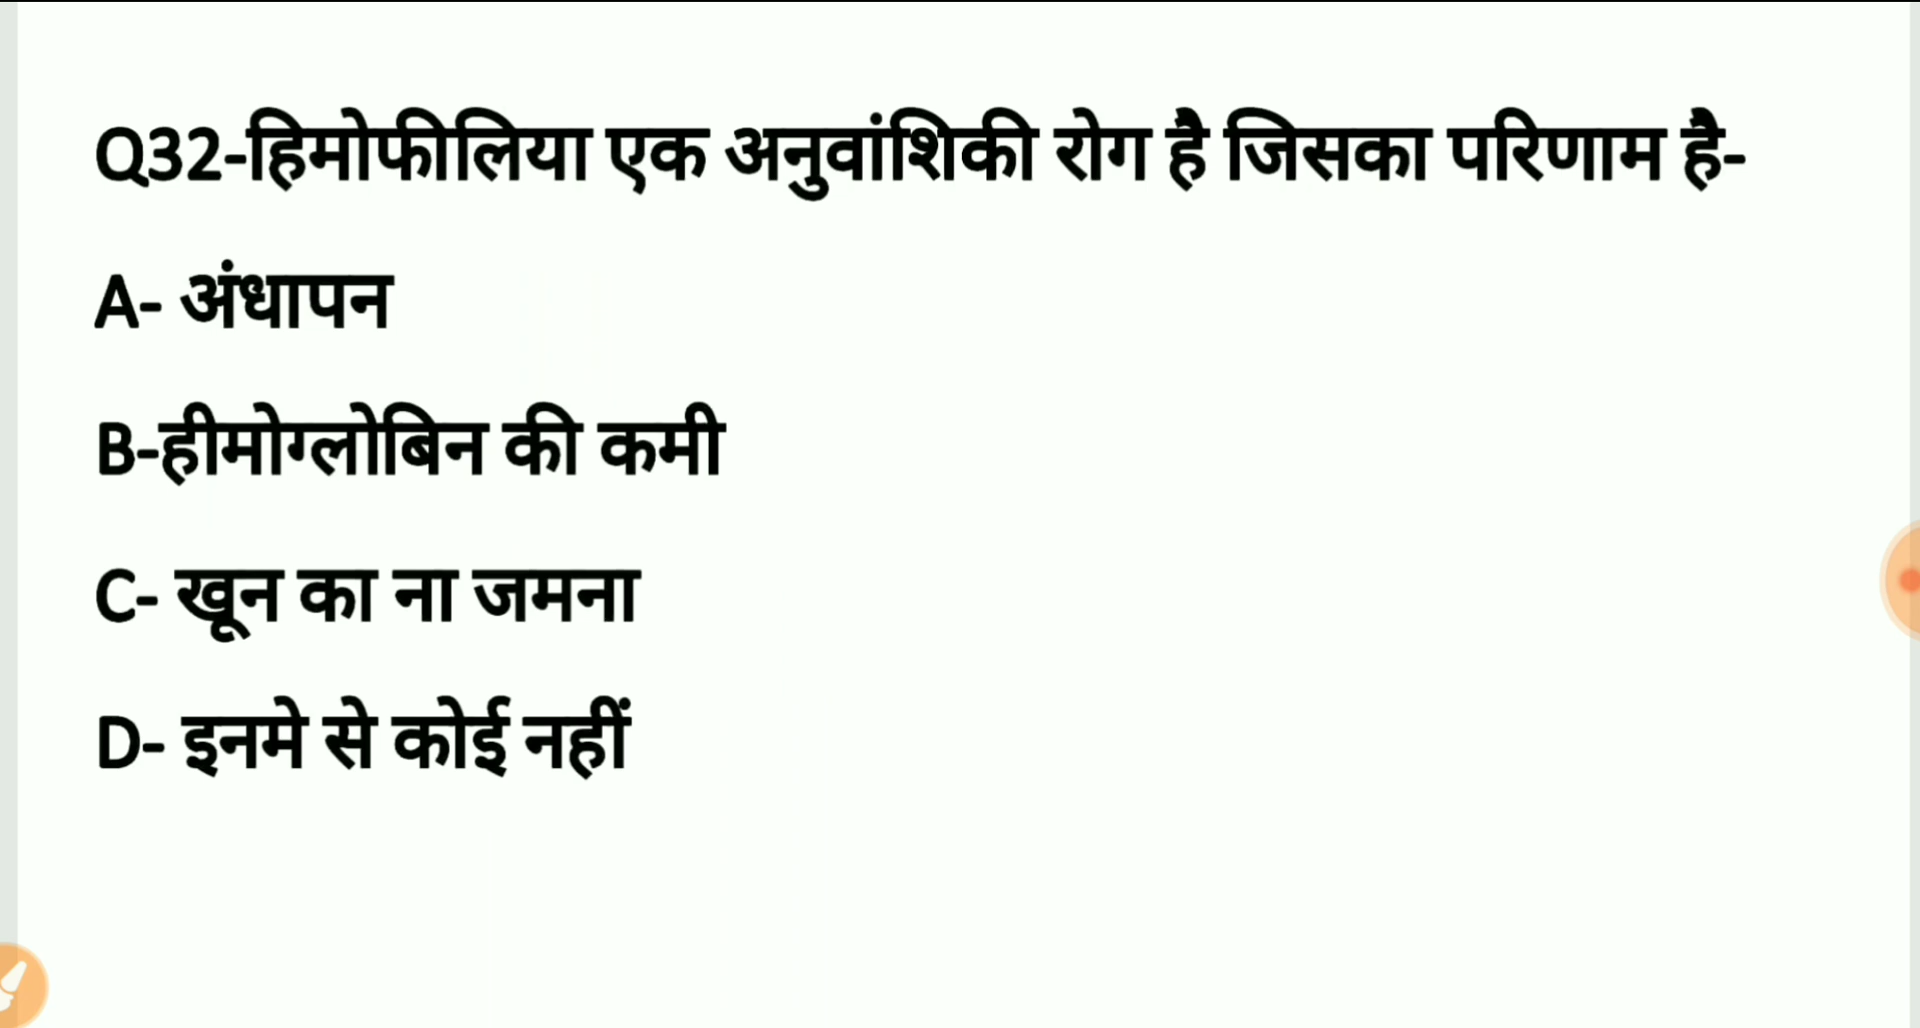 Q32-हिमोफीलिया एक अनुवांशिकी रोग है जिसका परिणाम है-
A- अंधापन
B-हीमोग्लोबिन की कमी
C- खून का ना जमना
D- इनमे से कोई नहीं